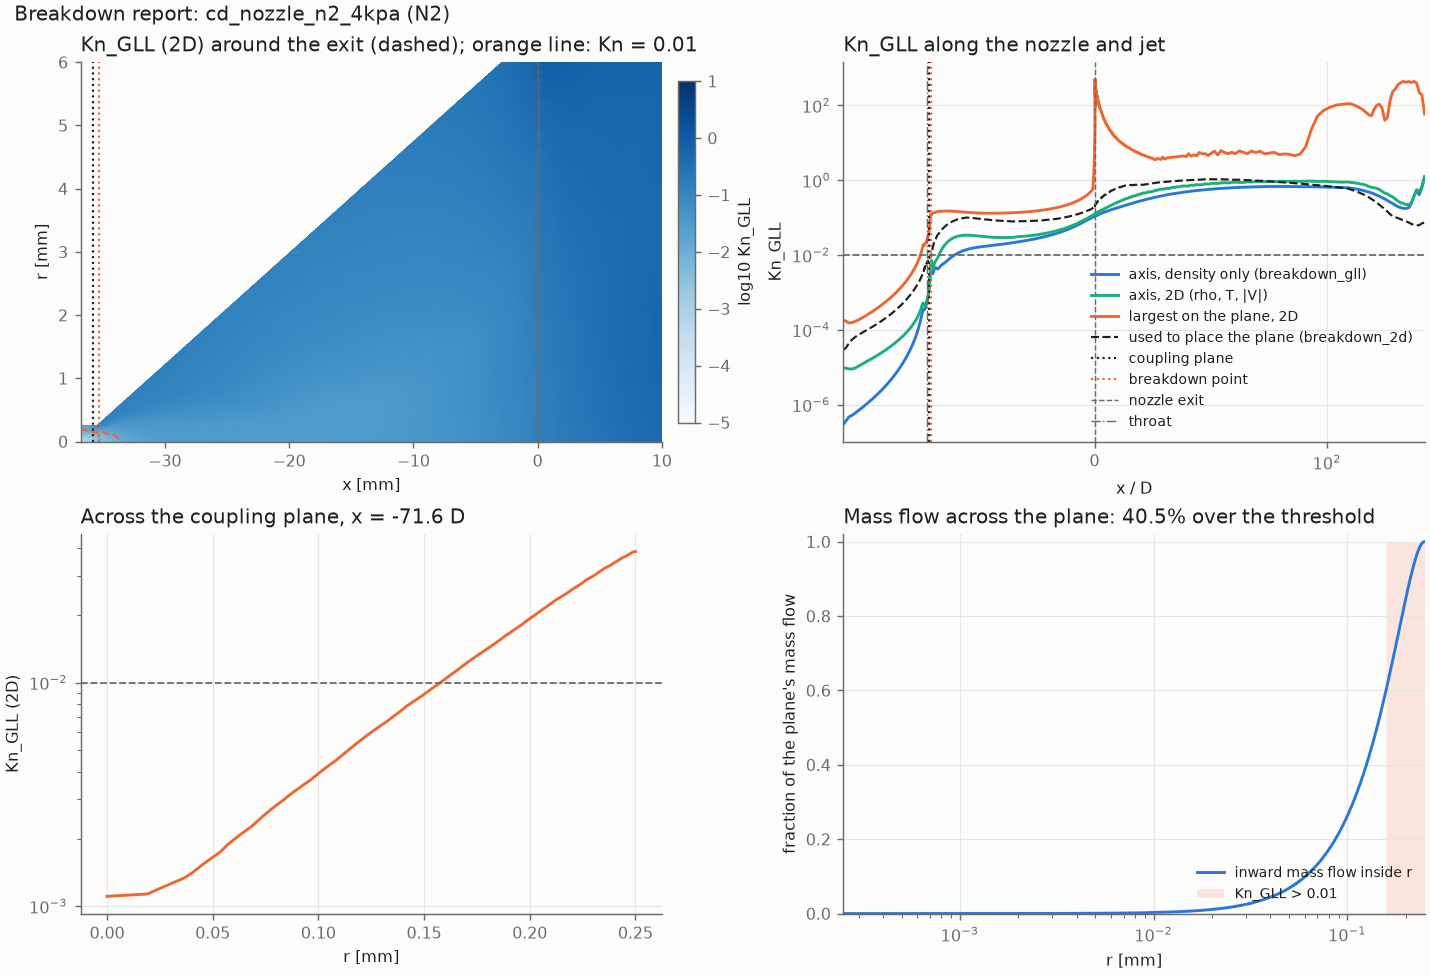 Breakdown report: cd_nozzle_n2_4kpa (N2)
Kn_GLL (2D) around the exit (dashed); orange line: Kn = 0.01
6
5
4
3
2
1
0
r [mm]
−30
−20
−10
0
10
x [mm]
1
0
−1
−2
−3
−4
−5
log10 Kn_GLL
Kn_GLL along the nozzle and jet
10²
10⁰
10⁻²
10⁻⁴
10⁻⁶
Kn_GLL
axis, density only (breakdown_gll)
axis, 2D (rho, T, |V|)
largest on the plane, 2D
used to place the plane (breakdown_2d)
coupling plane
breakdown point
nozzle exit
throat
0
10²
x / D
Across the coupling plane, x = -71.6 D
10⁻²
10⁻³
Kn_GLL (2D)
0.00
0.05
0.10
0.15
0.20
0.25
r [mm]
Mass flow across the plane: 40.5% over the threshold
1.0
0.8
0.6
0.4
0.2
0.0
fraction of the plane's mass flow
inward mass flow inside r
Kn_GLL > 0.01
10⁻³
10⁻²
10⁻¹
r [mm]